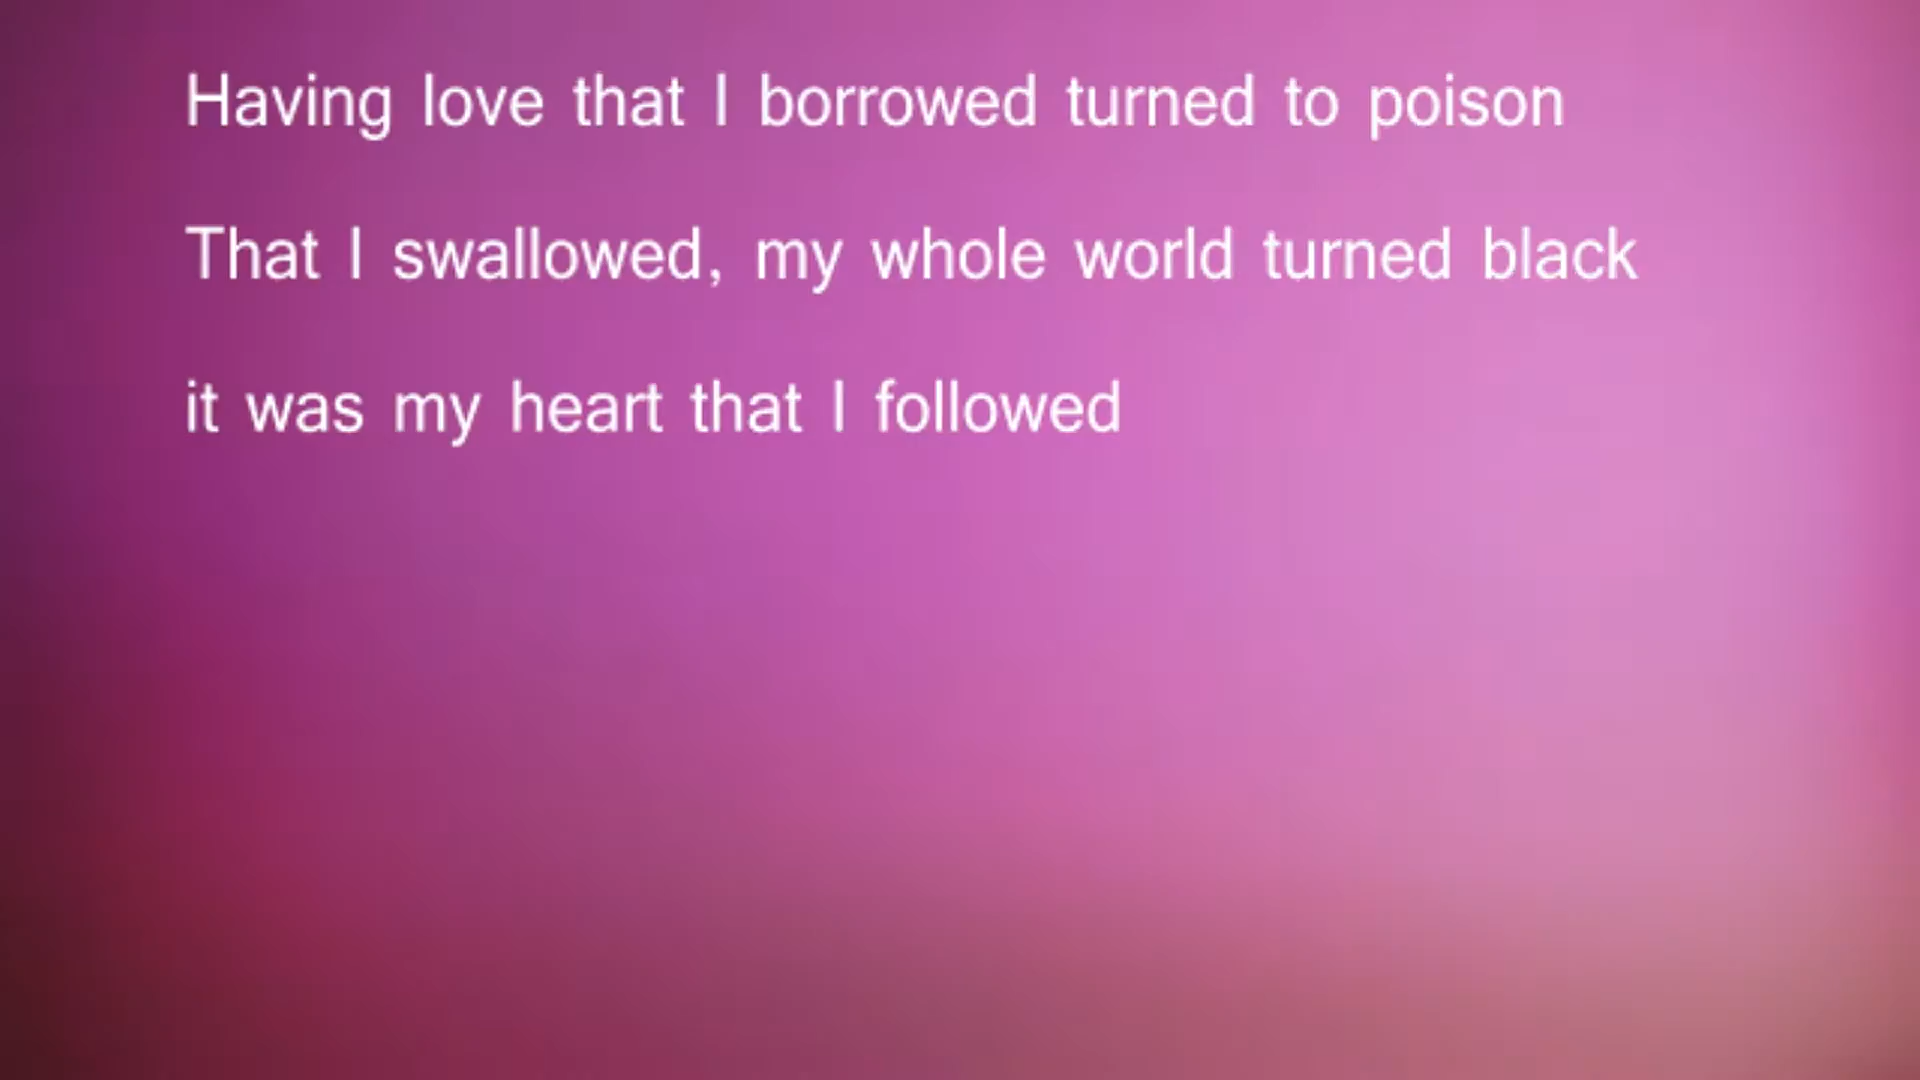 Having love that I borrowed turned to poison
That I swallowed, my whole world turned black
it was my heart that I followed